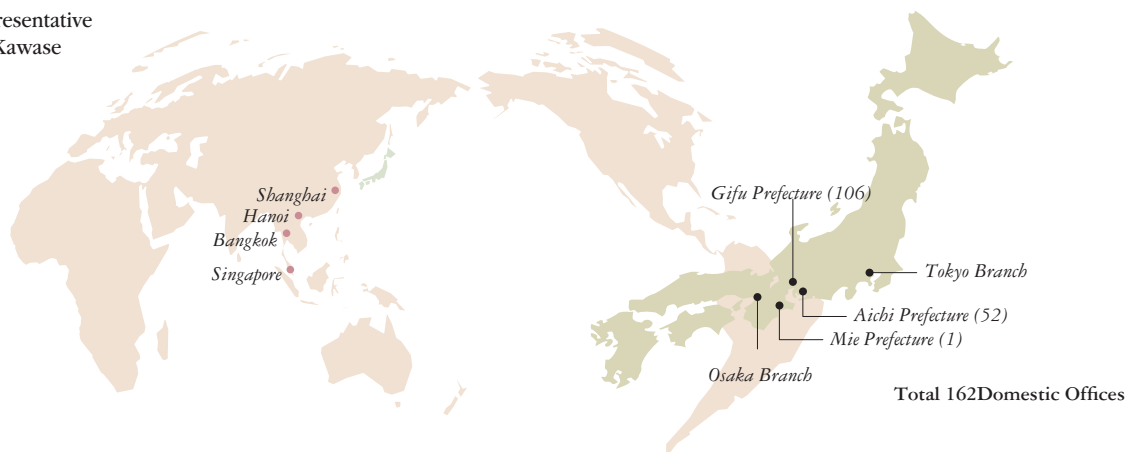 Kawase
Shanghai
Hanoi
Bangkok
Singapore
Gifu Prefecture (106)
Tokyo Branch
Aichi Prefecture (52)
Mie Prefecture (1)
Osaka Branch
Total 162Domestic Offices